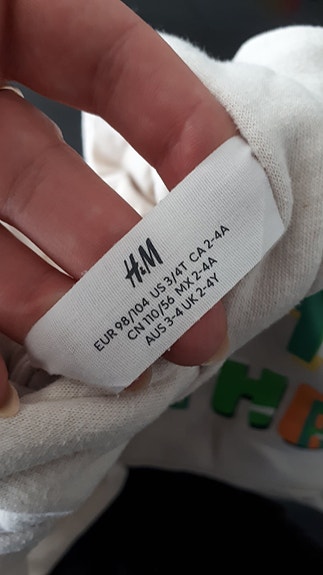 H&M
EUR 98/104 US 3/4T CA 2-4A
CN 110/56 MX 2-4A
AUS 3-4 UK 2-4Y
THE